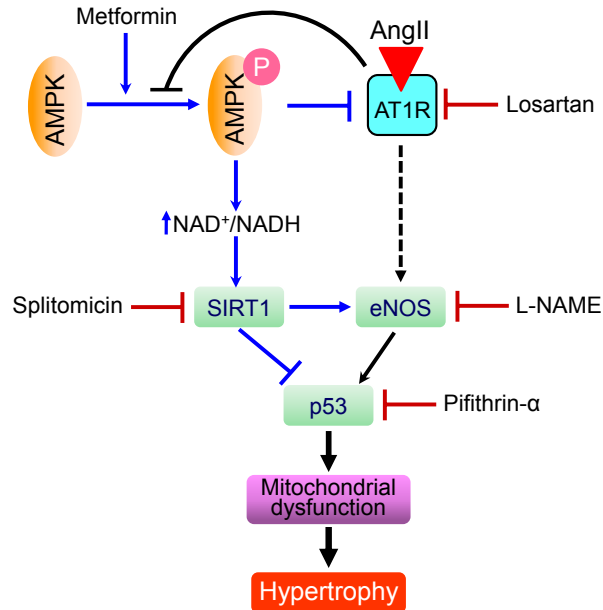 Metformin
AngII
P
AMPK
AMPK
AT1R
Losartan
NAD⁺/NADH
Splitomicin
SIRT1
eNOS
L-NAME
p53
Pifithrin-α
Mitochondrial
dysfunction
Hypertrophy